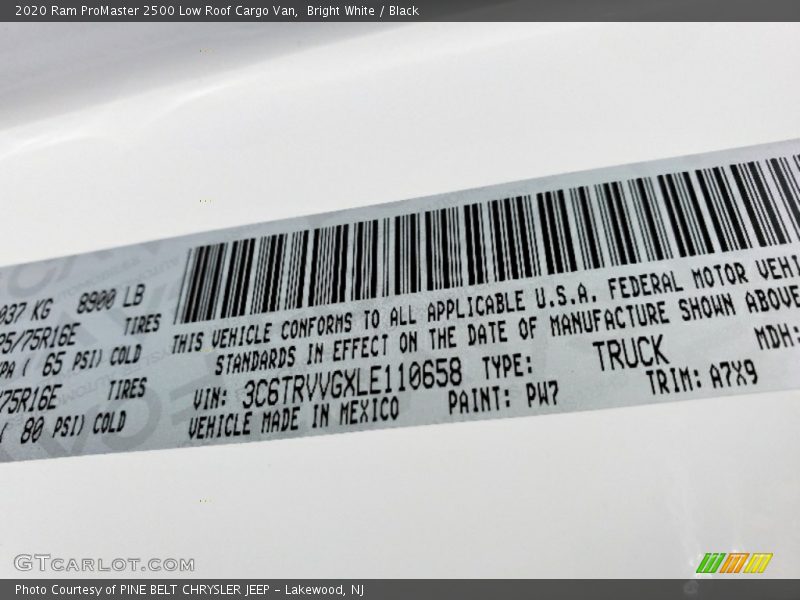 2020 Ram ProMaster 2500 Low Roof Cargo Van,  Bright White / Black
037 KG 8900 LB
5/75R16E TIRES
PA ( 65 PSI) COLD
/75R16E TIRES
( 80 PSI) COLD
THIS VEHICLE CONFORMS TO ALL APPLICABLE U.S.A. FEDERAL MOTOR VEHI
STANDARDS IN EFFECT ON THE DATE OF MANUFACTURE SHOWN ABOVE
VIN: 3C6TRVVGXLE110658 TYPE: TRUCK MDH:
VEHICLE MADE IN MEXICO PAINT: PW7 TRIM: A7X9
GTCARLOT.COM
Photo Courtesy of PINE BELT CHRYSLER JEEP - Lakewood, NJ